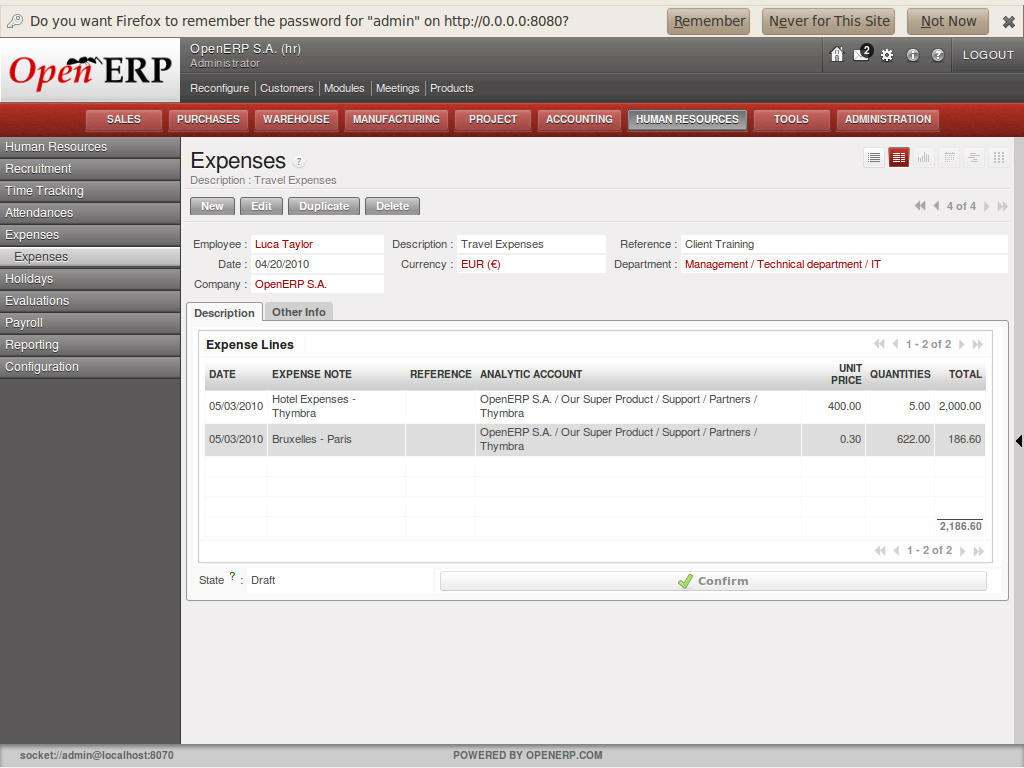 Do you want Firefox to remember the password for "admin" on http://0.0.0.0:8080?
Remember
Never for This Site
Not Now
Open ERP
OpenERP S.A. (hr)
Administrator
2
LOGOUT
Reconfigure
Customers
Modules
Meetings
Products
SALES
PURCHASES
WAREHOUSE
MANUFACTURING
PROJECT
ACCOUNTING
HUMAN RESOURCES
TOOLS
ADMINISTRATION
Human Resources
Recruitment
Time Tracking
Attendances
Expenses
Expenses
Holidays
Evaluations
Payroll
Reporting
Configuration
Expenses ?
Description : Travel Expenses
New
Edit
Duplicate
Delete
4 of 4
Employee : Luca Taylor
Description : Travel Expenses
Reference : Client Training
Date : 04/20/2010
Currency : EUR (€)
Department : Management / Technical department / IT
Company : OpenERP S.A.
Description
Other Info
Expense Lines
1 - 2 of 2
DATE EXPENSE NOTE REFERENCE ANALYTIC ACCOUNT UNIT PRICE QUANTITIES TOTAL
05/03/2010 Hotel Expenses - Thymbra OpenERP S.A. / Our Super Product / Support / Partners / Thymbra 400.00 5.00 2,000.00
05/03/2010 Bruxelles - Paris OpenERP S.A. / Our Super Product / Support / Partners / Thymbra 0.30 622.00 186.60
2,186.60
1 - 2 of 2
State ? : Draft
Confirm
socket://admin@localhost:8070
POWERED BY OPENERP.COM